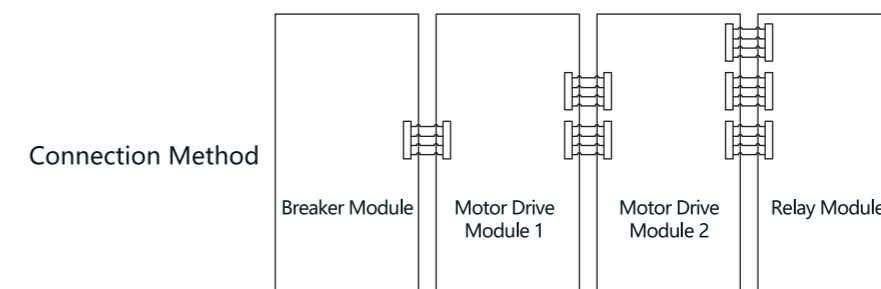 Connection Method
Breaker Module
Motor Drive
Module 1
Motor Drive
Module 2
Relay Module